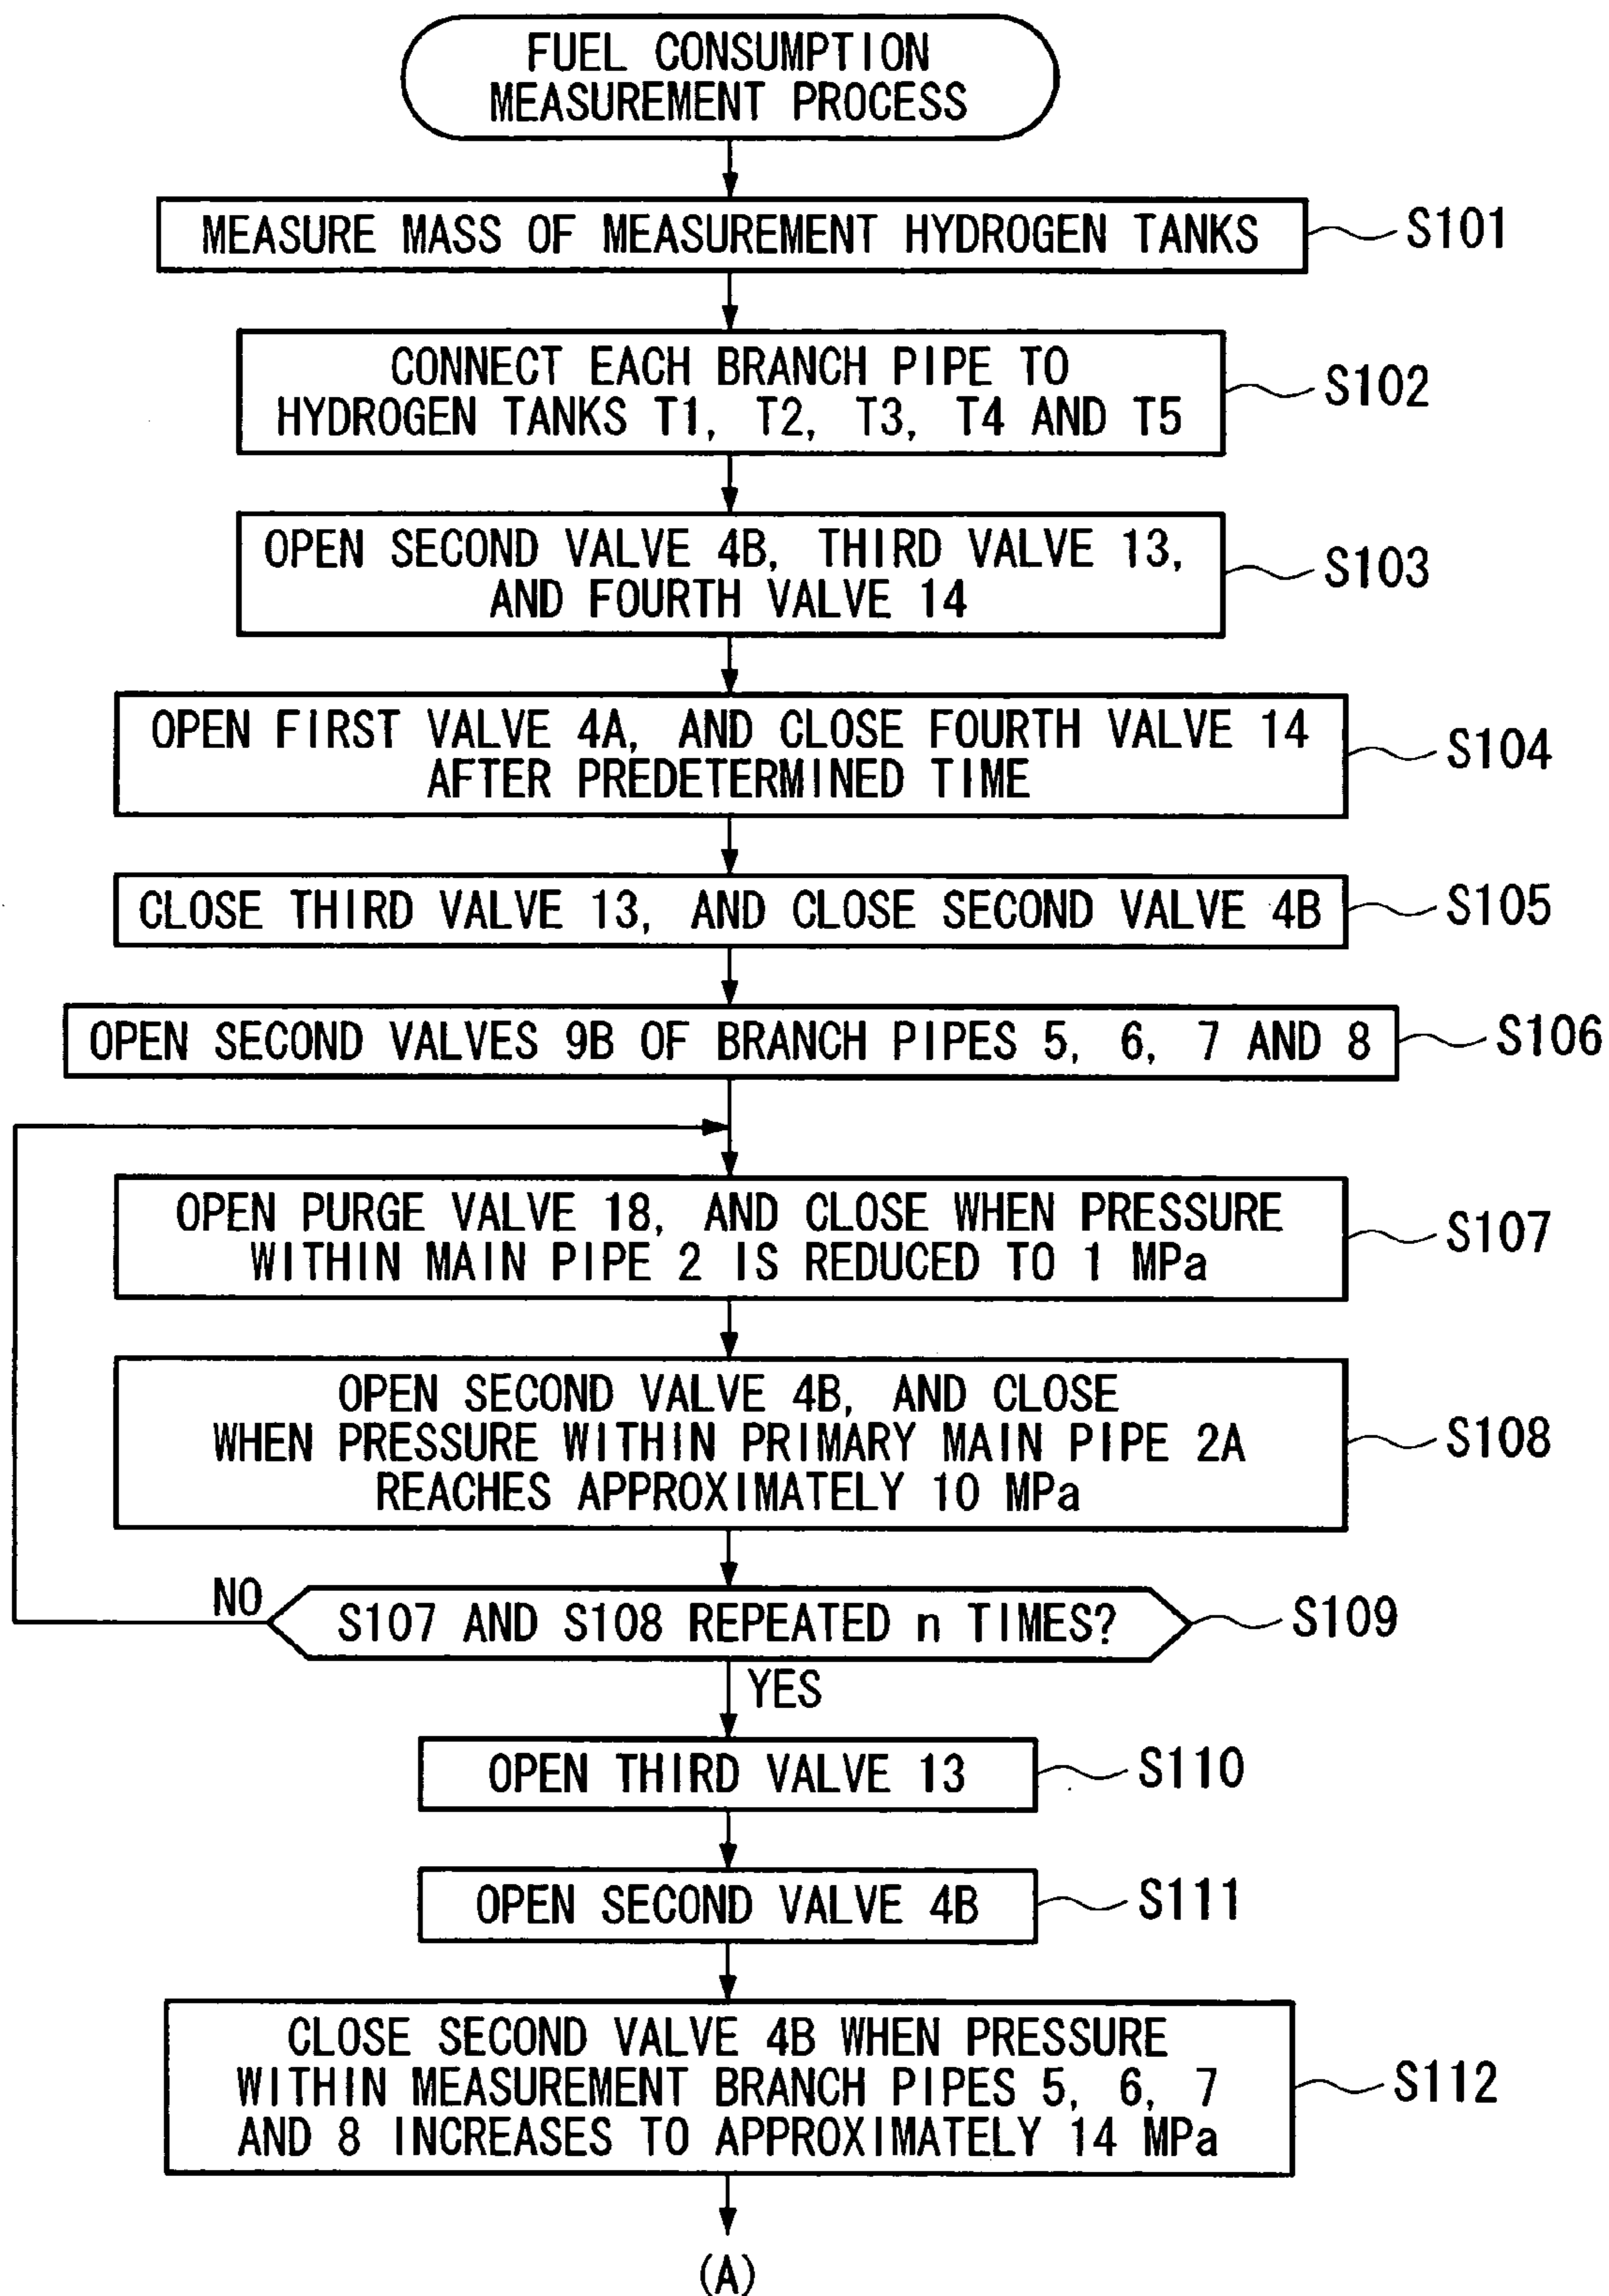 FUEL CONSUMPTION
MEASUREMENT PROCESS
MEASURE MASS OF MEASUREMENT HYDROGEN TANKS
S101
CONNECT EACH BRANCH PIPE TO
HYDROGEN TANKS T1, T2, T3, T4 AND T5
S102
OPEN SECOND VALVE 4B, THIRD VALVE 13,
AND FOURTH VALVE 14
S103
OPEN FIRST VALVE 4A, AND CLOSE FOURTH VALVE 14
AFTER PREDETERMINED TIME
S104
CLOSE THIRD VALVE 13, AND CLOSE SECOND VALVE 4B
S105
OPEN SECOND VALVES 9B OF BRANCH PIPES 5, 6, 7 AND 8
S106
OPEN PURGE VALVE 18, AND CLOSE WHEN PRESSURE
WITHIN MAIN PIPE 2 IS REDUCED TO 1 MPa
S107
OPEN SECOND VALVE 4B, AND CLOSE
WHEN PRESSURE WITHIN PRIMARY MAIN PIPE 2A
REACHES APPROXIMATELY 10 MPa
S108
NO
S107 AND S108 REPEATED n TIMES?
S109
YES
OPEN THIRD VALVE 13
S110
OPEN SECOND VALVE 4B
S111
CLOSE SECOND VALVE 4B WHEN PRESSURE
WITHIN MEASUREMENT BRANCH PIPES 5, 6, 7
AND 8 INCREASES TO APPROXIMATELY 14 MPa
S112
(A)